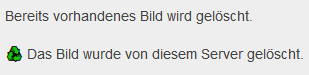 Bereits vorhandenes Bild wird gelöscht.
Das Bild wurde von diesem Server gelöscht.